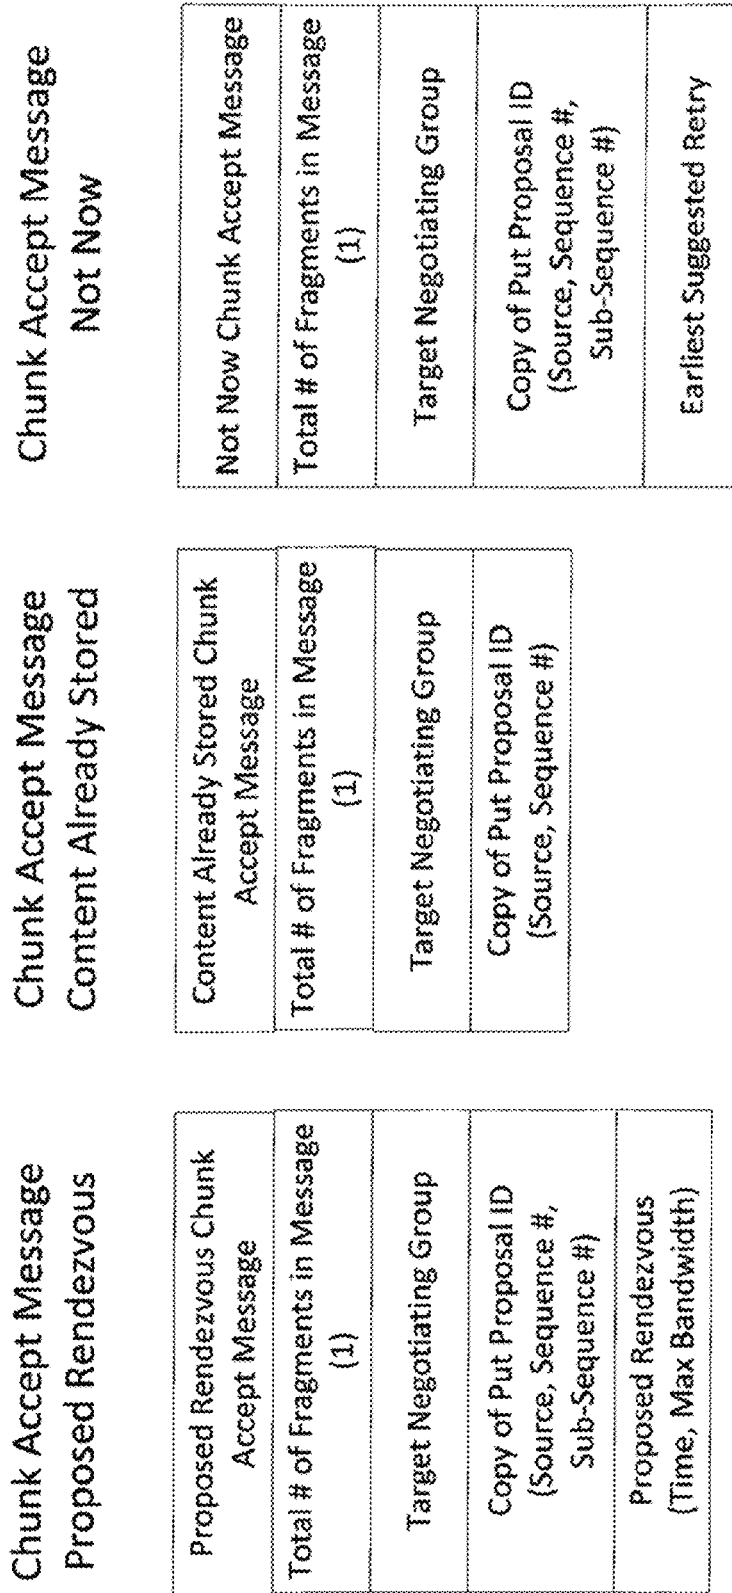 Chunk Accept Message
Proposed Rendezvous
Proposed Rendezvous Chunk
Accept Message
Total # of Fragments in Message
(1)
Target Negotiating Group
Copy of Put Proposal ID
(Source, Sequence #,
Sub-Sequence #)
Proposed Rendezvous
(Time, Max Bandwidth)
Chunk Accept Message
Content Already Stored
Content Already Stored Chunk
Accept Message
Total # of Fragments in Message
(1)
Target Negotiating Group
Copy of Put Proposal ID
(Source, Sequence #)
Chunk Accept Message
Not Now
Not Now Chunk Accept Message
Total # of Fragments in Message
(1)
Target Negotiating Group
Copy of Put Proposal ID
(Source, Sequence #,
Sub-Sequence #)
Earliest Suggested Retry